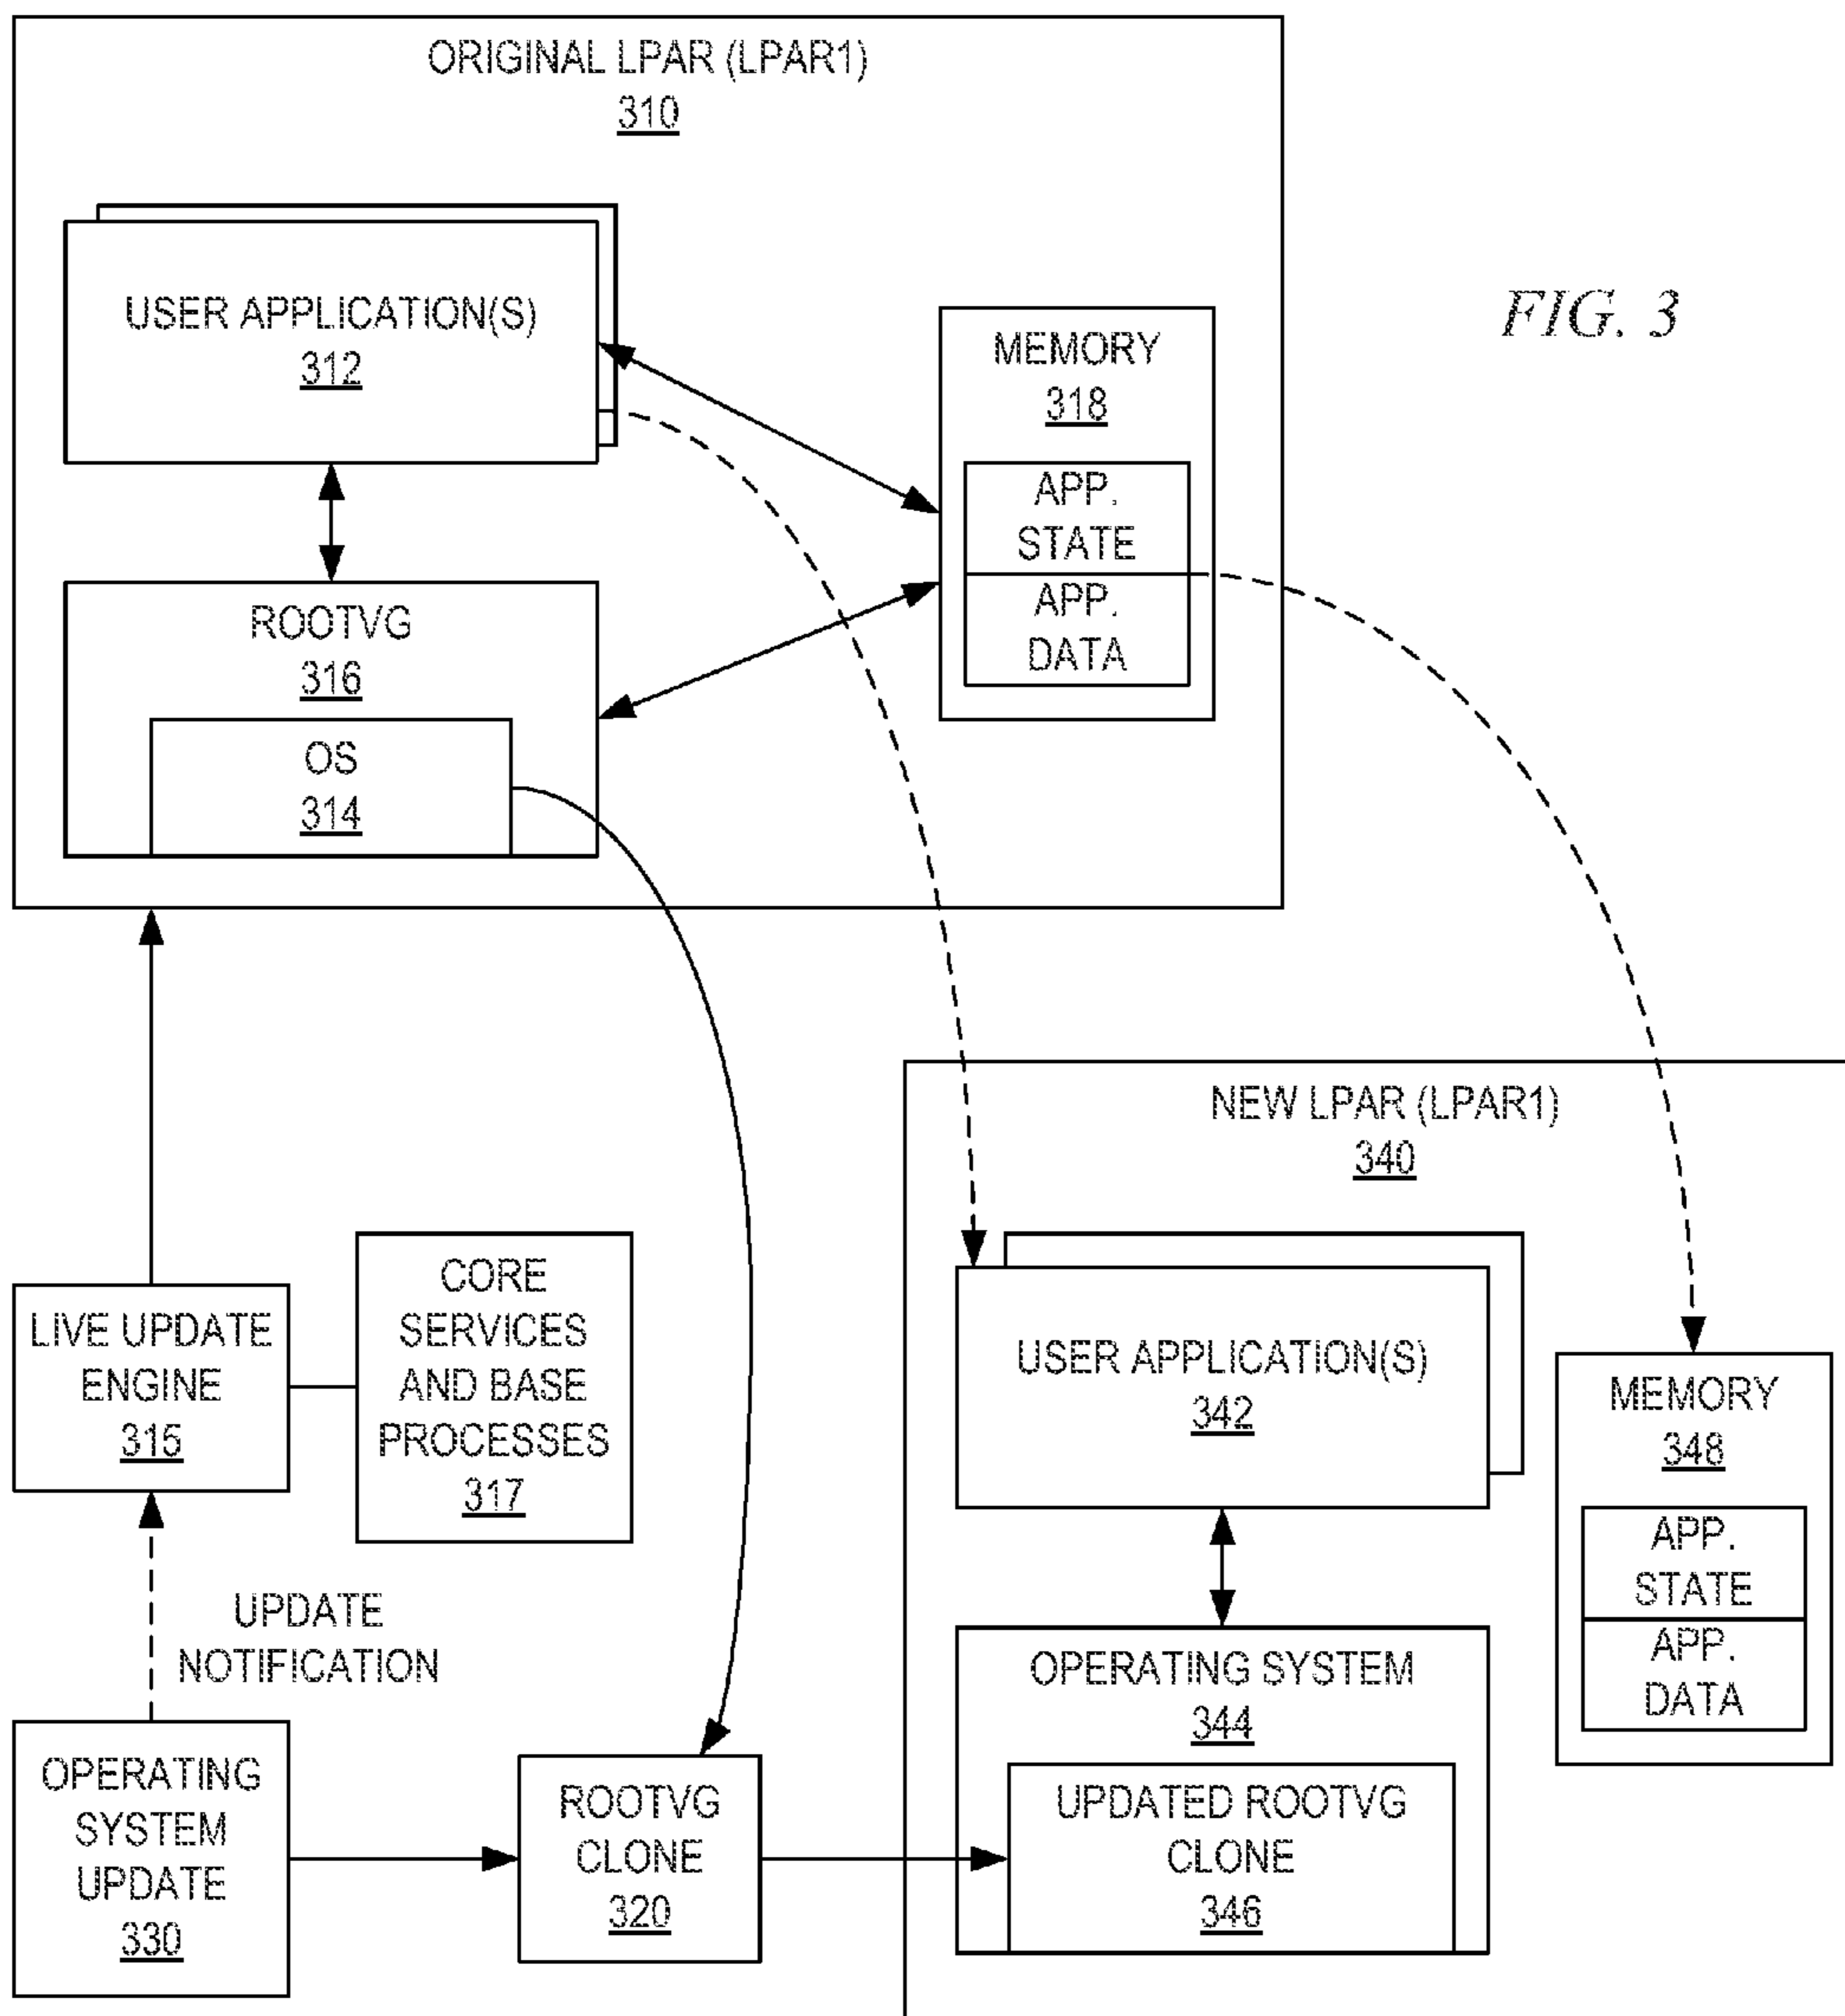 ORIGINAL LPAR (LPAR1)
310
FIG. 3
USER APPLICATION(S)
312
MEMORY
318
APP.
STATE
APP.
DATA
ROOTVG
316
OS
314
NEW LPAR (LPAR1)
340
LIVE UPDATE
ENGINE
315
CORE
SERVICES
AND BASE
PROCESSES
317
USER APPLICATION(S)
342
MEMORY
348
APP.
STATE
APP.
DATA
UPDATE
NOTIFICATION
OPERATING
SYSTEM
UPDATE
330
ROOTVG
CLONE
320
OPERATING SYSTEM
344
UPDATED ROOTVG
CLONE
346